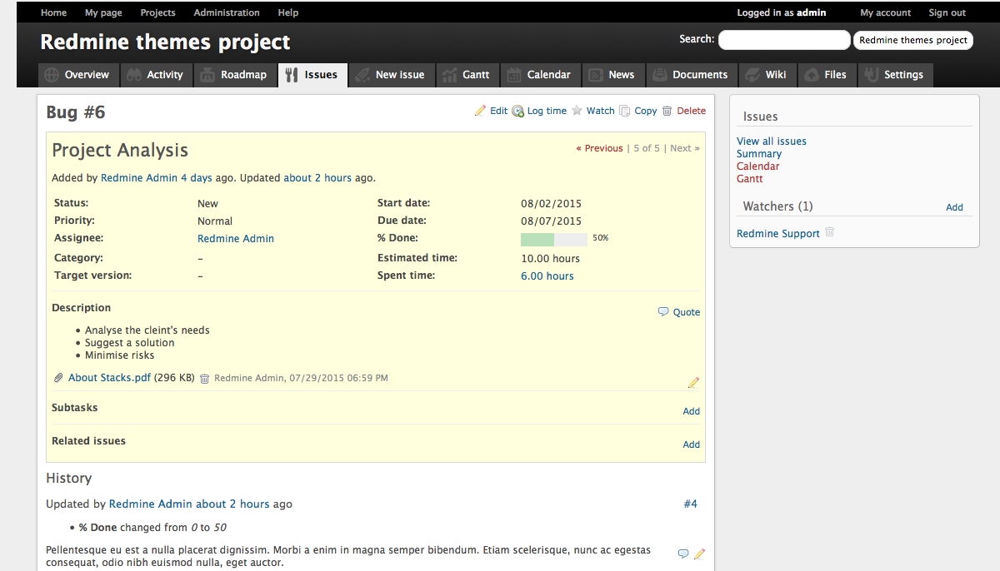 Home My page Projects Administration Help Logged in as admin My account Sign out
Redmine themes project Search: Redmine themes project
Overview Activity Roadmap Issues New issue Gantt Calendar News Documents Wiki Files Settings
Bug #6 Edit Log time Watch Copy Delete
Project Analysis « Previous | 5 of 5 | Next »
Added by Redmine Admin 4 days ago. Updated about 2 hours ago.
Status: New Start date: 08/02/2015
Priority: Normal Due date: 08/07/2015
Assignee: Redmine Admin % Done: 50%
Category: – Estimated time: 10.00 hours
Target version: – Spent time: 6.00 hours
Description Quote
• Analyse the cleint's needs
• Suggest a solution
• Minimise risks
About Stacks.pdf (296 KB) Redmine Admin, 07/29/2015 06:59 PM
Subtasks Add
Related issues Add
History
Updated by Redmine Admin about 2 hours ago #4
• % Done changed from 0 to 50
Pellentesque eu est a nulla placerat dignissim. Morbi a enim in magna semper bibendum. Etiam scelerisque, nunc ac egestas
consequat, odio nibh euismod nulla, eget auctor.
Issues
View all issues
Summary
Calendar
Gantt
Watchers (1) Add
Redmine Support